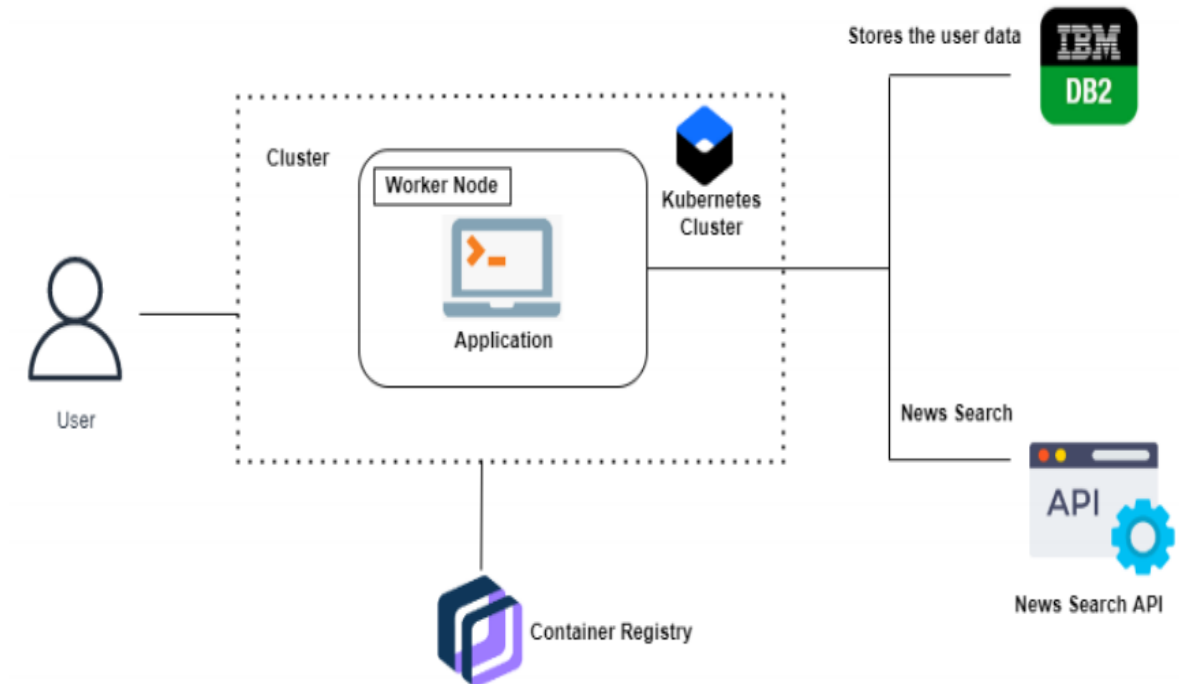 Stores the user data
IBM
DB2
Cluster
Worker Node
Kubernetes
Cluster
Application
User
News Search
API
News Search API
Container Registry